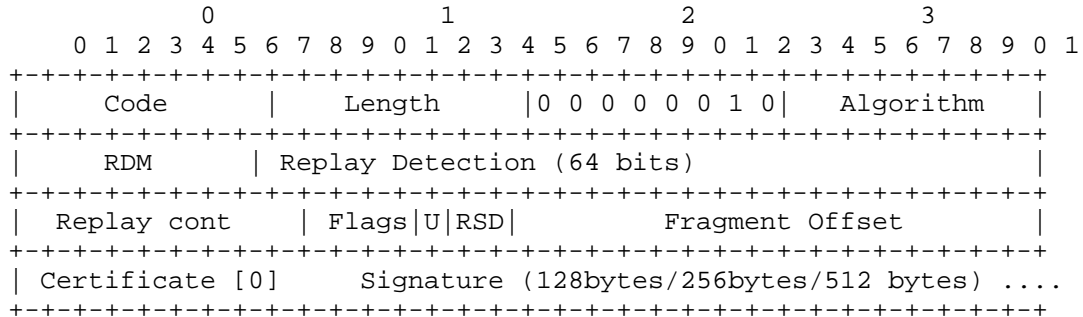 0 1 2 3
0 1 2 3 4 5 6 7 8 9 0 1 2 3 4 5 6 7 8 9 0 1 2 3 4 5 6 7 8 9 0 1
+-+-+-+-+-+-+-+-+-+-+-+-+-+-+-+-+-+-+-+-+-+-+-+-+-+-+-+-+-+-+-+-+
| Code | Length |0 0 0 0 0 0 1 0| Algorithm |
+-+-+-+-+-+-+-+-+-+-+-+-+-+-+-+-+-+-+-+-+-+-+-+-+-+-+-+-+-+-+-+-+
| RDM | Replay Detection (64 bits) |
+-+-+-+-+-+-+-+-+-+-+-+-+-+-+-+-+-+-+-+-+-+-+-+-+-+-+-+-+-+-+-+-+
| Replay cont | Flags|U|RSD| Fragment Offset |
+-+-+-+-+-+-+-+-+-+-+-+-+-+-+-+-+-+-+-+-+-+-+-+-+-+-+-+-+-+-+-+-+
| Certificate [0] Signature (128bytes/256bytes/512 bytes) ....
+-+-+-+-+-+-+-+-+-+-+-+-+-+-+-+-+-+-+-+-+-+-+-+-+-+-+-+-+-+-+-+-+